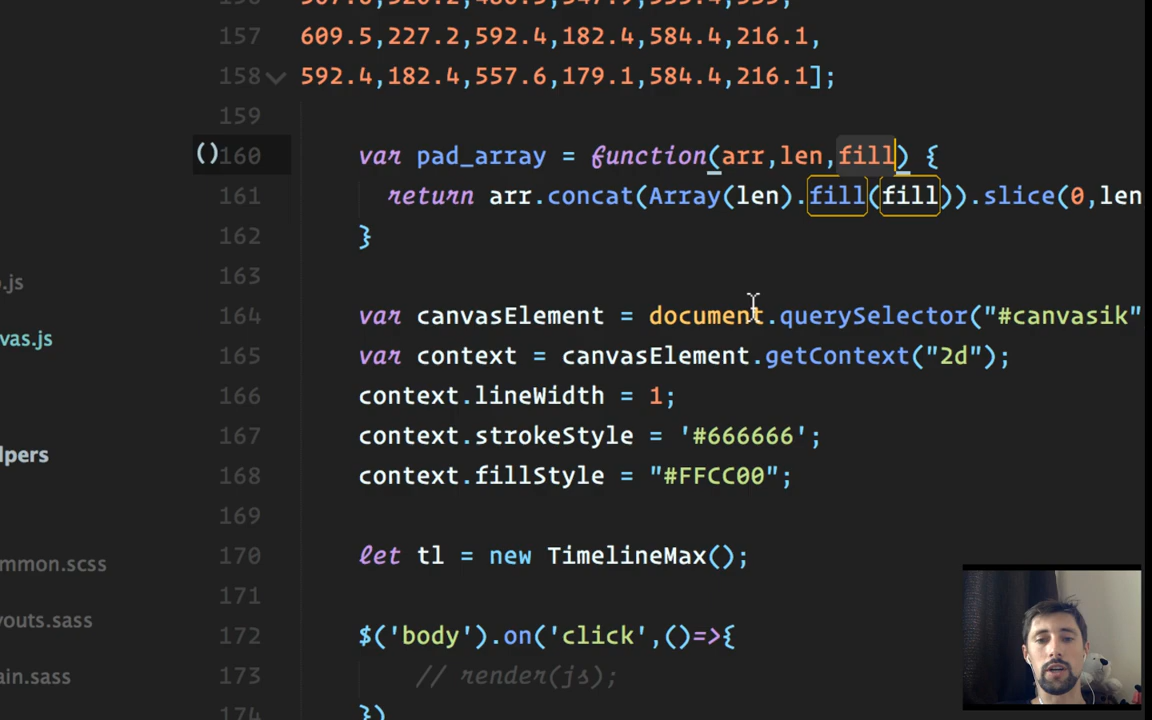 157 609.5,227.2,592.4,182.4,584.4,216.1,
158 592.4,182.4,557.6,179.1,584.4,216.1];
159
160 var pad_array = function(arr,len,fill) {
161 return arr.concat(Array(len).fill(fill)).slice(0,len
162 }
163
.js
164 var canvasElement = document.querySelector("#canvasik"
vas.js
165 var context = canvasElement.getContext("2d");
166 context.lineWidth = 1;
167 context.strokeStyle = '#666666';
lpers
168 context.fillStyle = "#FFCC00";
169
mmon.scss
170 let tl = new TimelineMax();
171
youts.sass
172 $('body').on('click',()=>{
ain.sass
173 // render(js);
174 })